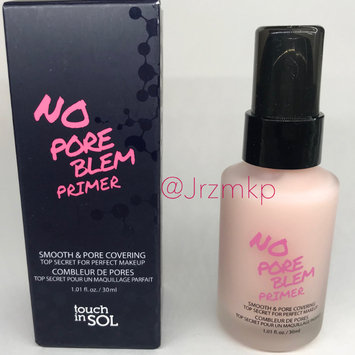 NO
PORE
BLEM
PRIMER
SMOOTH & PORE COVERING
TOP SECRET FOR PERFECT MAKEUP
COMBLEUR DE PORES
TOP SECRET POUR UN MAQUILLAGE PARFAIT
1.01 fl.oz./30ml
touch
in SOL
@Jrzmkp
NO
PORE
BLEM
PRIMER
SMOOTH & PORE COVERING
TOP SECRET FOR PERFECT MAKEUP
COMBLEUR DE PORES
TOP SECRET POUR UN MAQUILLAGE PARFAIT
1.01 fl.oz./30ml